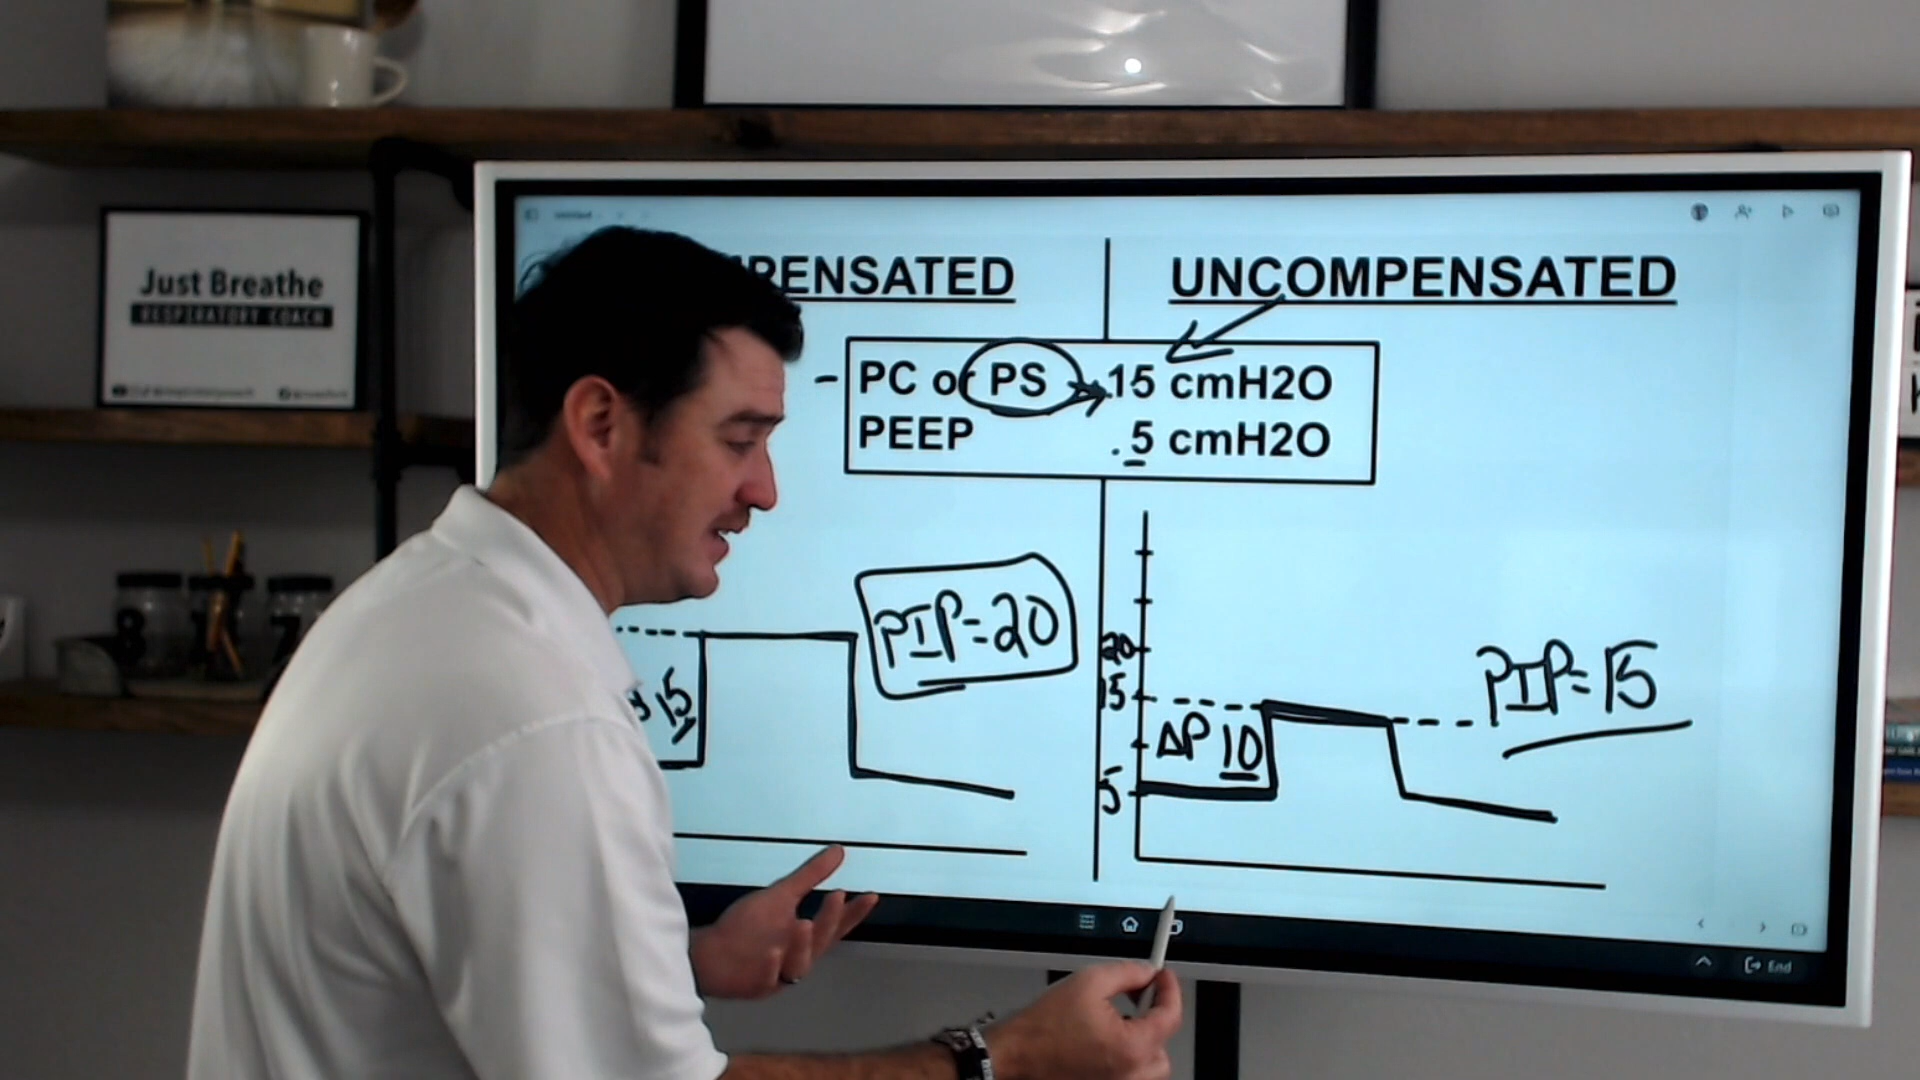 Just Breathe
RESPIRATORY COACH
PENSATED
UNCOMPENSATED
- PC or PS 15 cmH2O
PEEP .5 cmH2O
PIP=20
15
20
15
ΔP 10
5
PIP=15
End